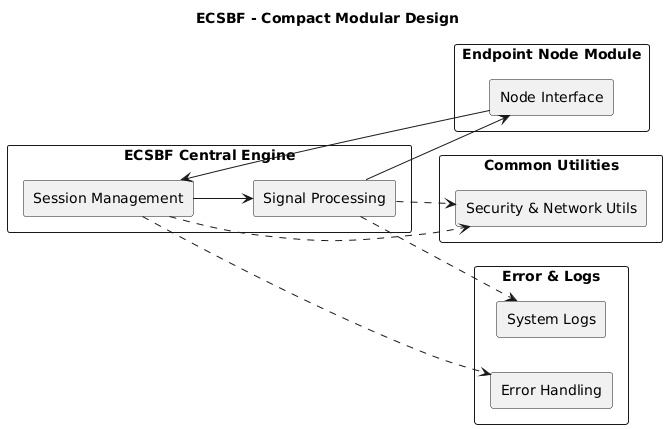 ECSBF - Compact Modular Design
Endpoint Node Module
Node Interface
ECSBF Central Engine
Session Management
Signal Processing
Common Utilities
Security & Network Utils
Error & Logs
System Logs
Error Handling